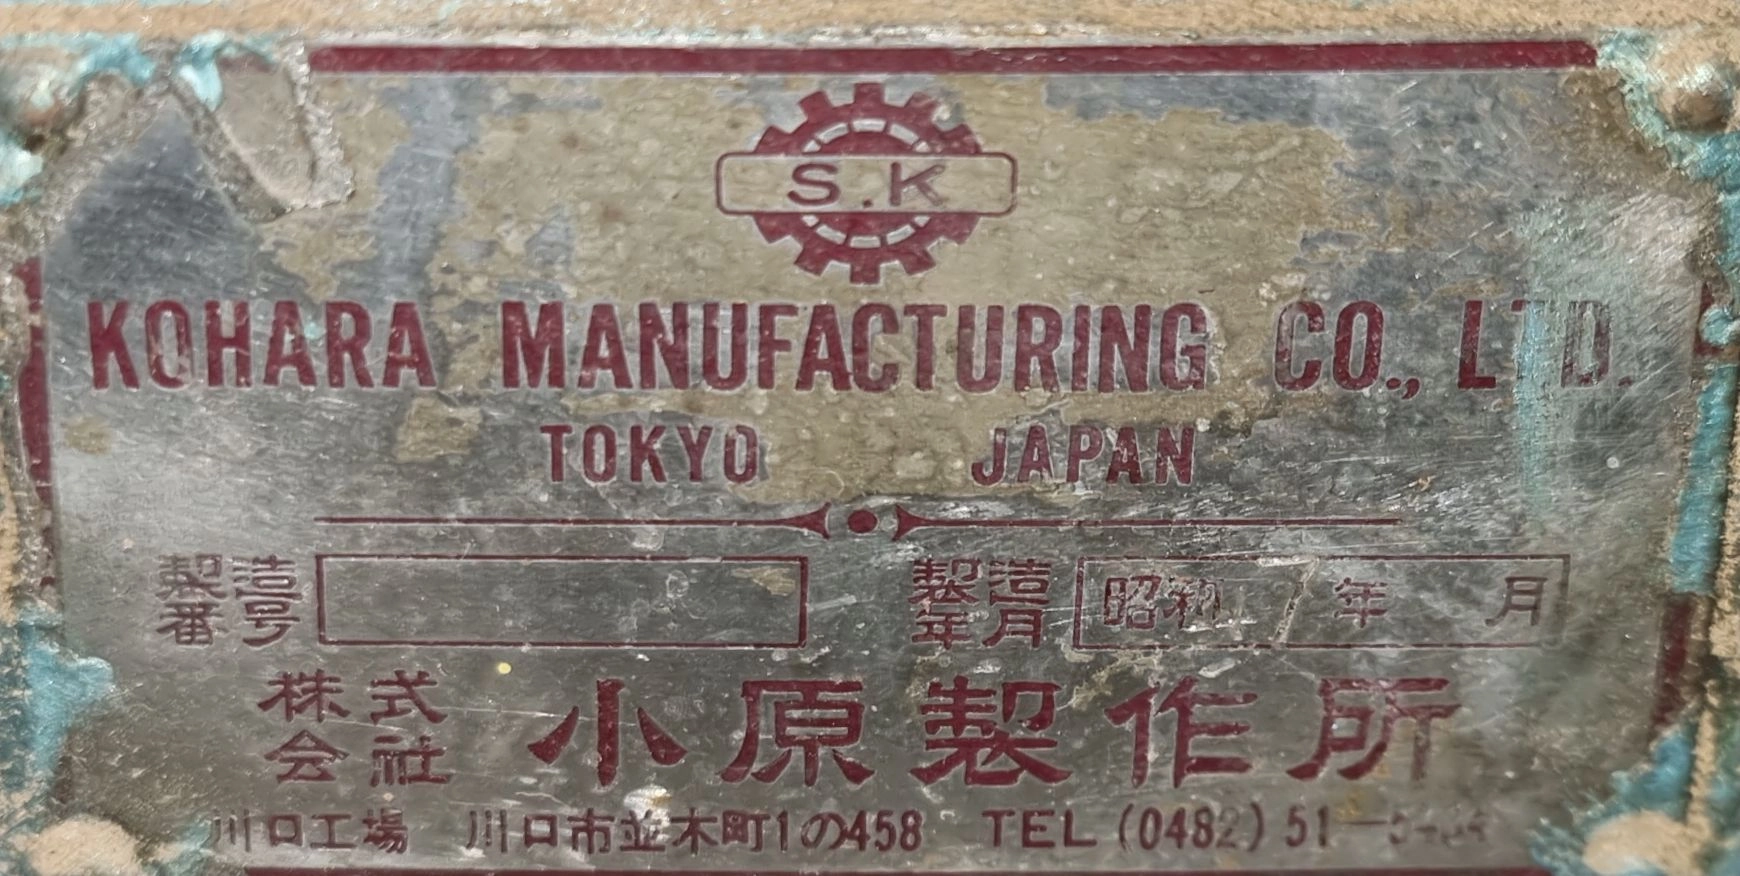 S.K
KOHARA MANUFACTURING CO., LTD.
TOKYO JAPAN
製造番号 製造年月 昭和 年 月
株式会社 小原製作所
川口工場 川口市並木町1の458 TEL (0482) 51